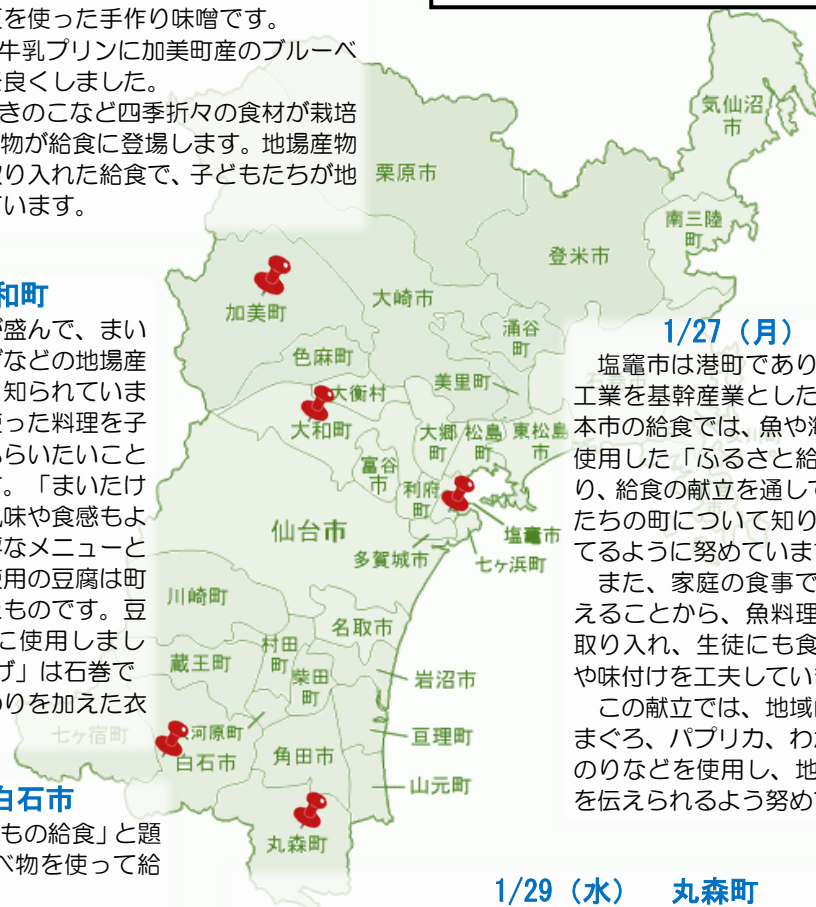 を使った手作り味噌です。
牛乳プリンに加美町産のブルーベ
良くしました。
きのこなど四季折々の食材が栽培
物が給食に登場します。地場産物
取り入れた給食で、子どもたちが地
ています。
気仙沼
市
栗原市
南三陸
町
登米市
加美町
大崎市
涌谷
町
色麻町
美里町
大衡村
大和町
大郷
町
松島
町
東松島
市
富谷
市
利府
町
塩竈市
仙台市
多賀城市
七ヶ浜町
川崎町
名取市
村田
町
蔵王町
柴田
町
岩沼市
七ヶ宿町
河原町
白石市
角田市
亘理町
山元町
丸森町
和町
が盛んで、まい
などの地場産
知られていま
使った料理を子
らいたいこと
。「まいたけ
風味や食感もよ
なメニューと
使用の豆腐は町
たものです。豆
に使用しまし
げ」は石巻で
のりを加えた衣
白石市
もの給食」と題
べ物を使って給
1/27（月）
塩竈市は港町であり
工業を基幹産業とした
本市の給食では、魚や海
使用した「ふるさと給
り、給食の献立を通して
たちの町について知り
てるように努めています
また、家庭の食事で
えることから、魚料理
取り入れ、生徒にも食
や味付けを工夫してい
この献立では、地域
まぐろ、パプリカ、わか
のりなどを使用し、地
を伝えられるよう努めて
1/29（水）　丸森町